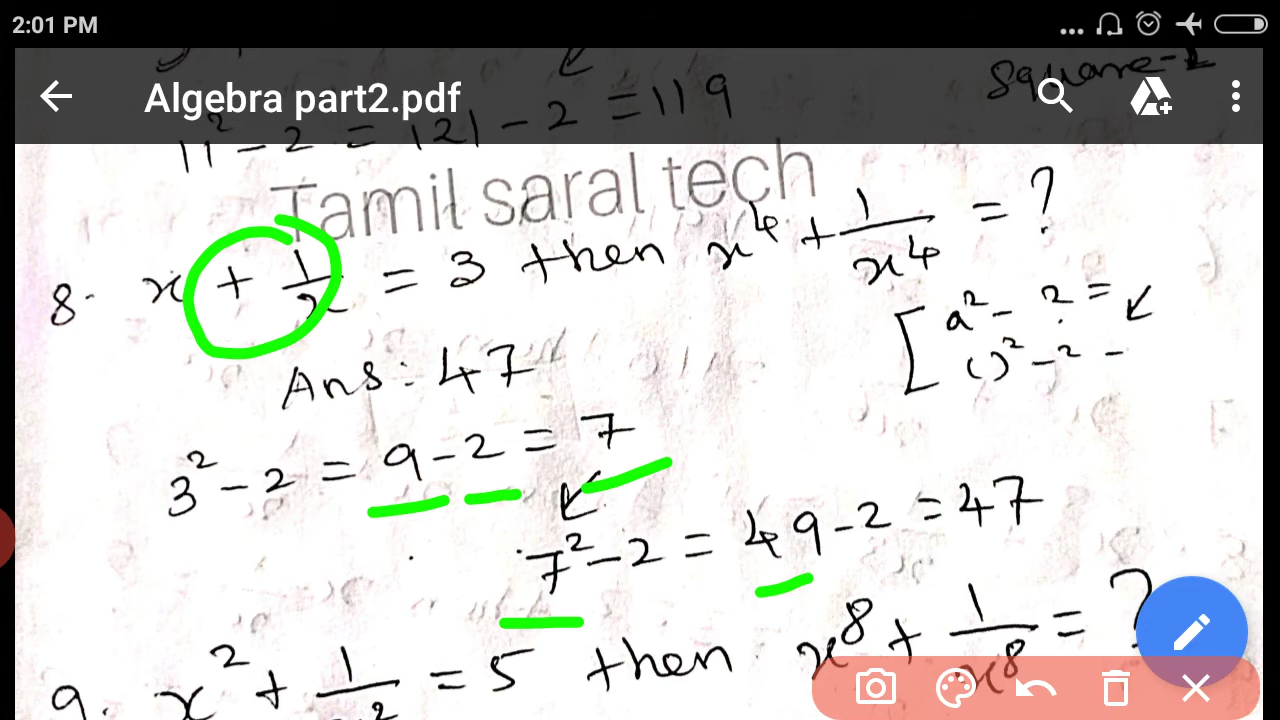 2:01 PM
Algebra part2.pdf
square-2
11² - 2 = 121 - 2 = 119
Tamil saral tech
8. x + 1/x = 3 then x⁴ + 1/x⁴ = ?
[a² - 2 =
()² - 2 -
Ans: 47
3² - 2 = 9 - 2 = 7
7² - 2 = 49 - 2 = 47
9. x² + 1/x² = 5 then x⁸ + 1/x⁸ = ?